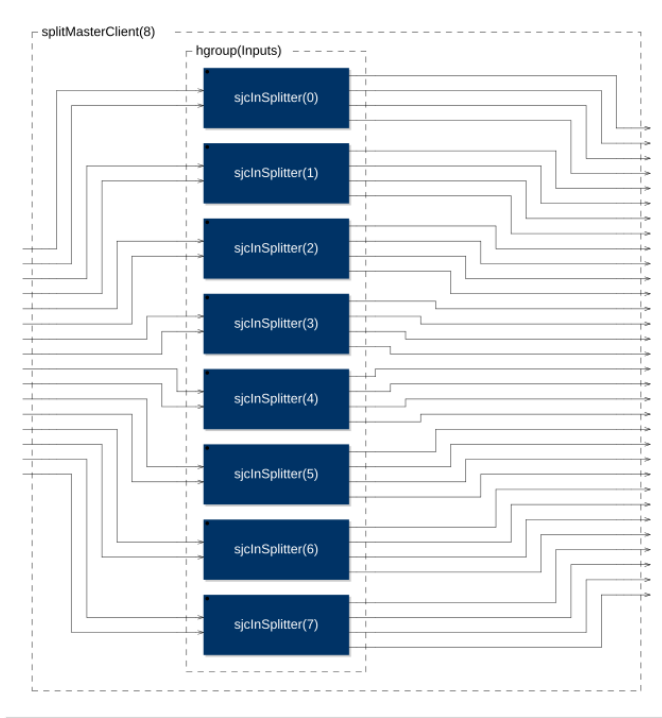 splitMasterClient(8)
hgroup(Inputs)
sjcInSplitter(0)
sjcInSplitter(1)
sjcInSplitter(2)
sjcInSplitter(3)
sjcInSplitter(4)
sjcInSplitter(5)
sjcInSplitter(6)
sjcInSplitter(7)